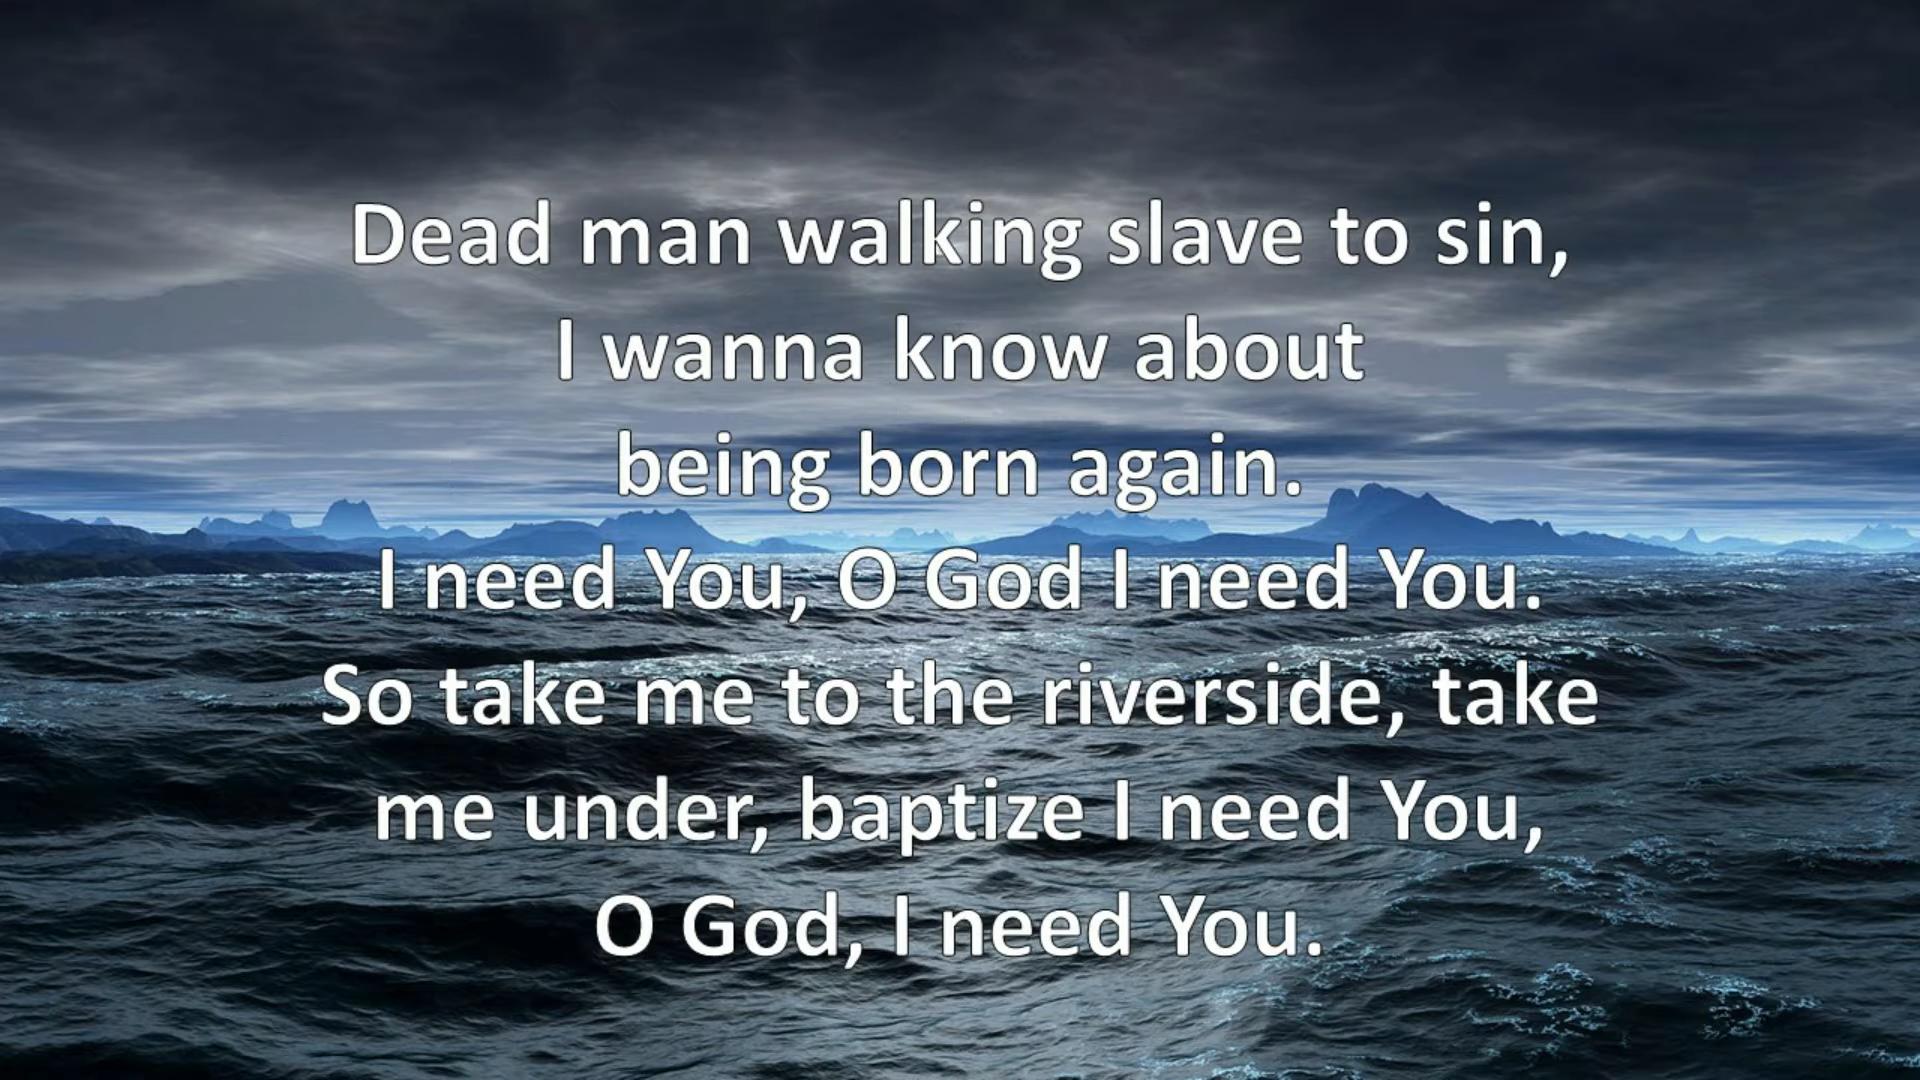 Dead man walking slave to sin,
I wanna know about
being born again.
I need You, O God I need You.
So take me to the riverside, take
me under, baptize I need You,
O God, I need You.